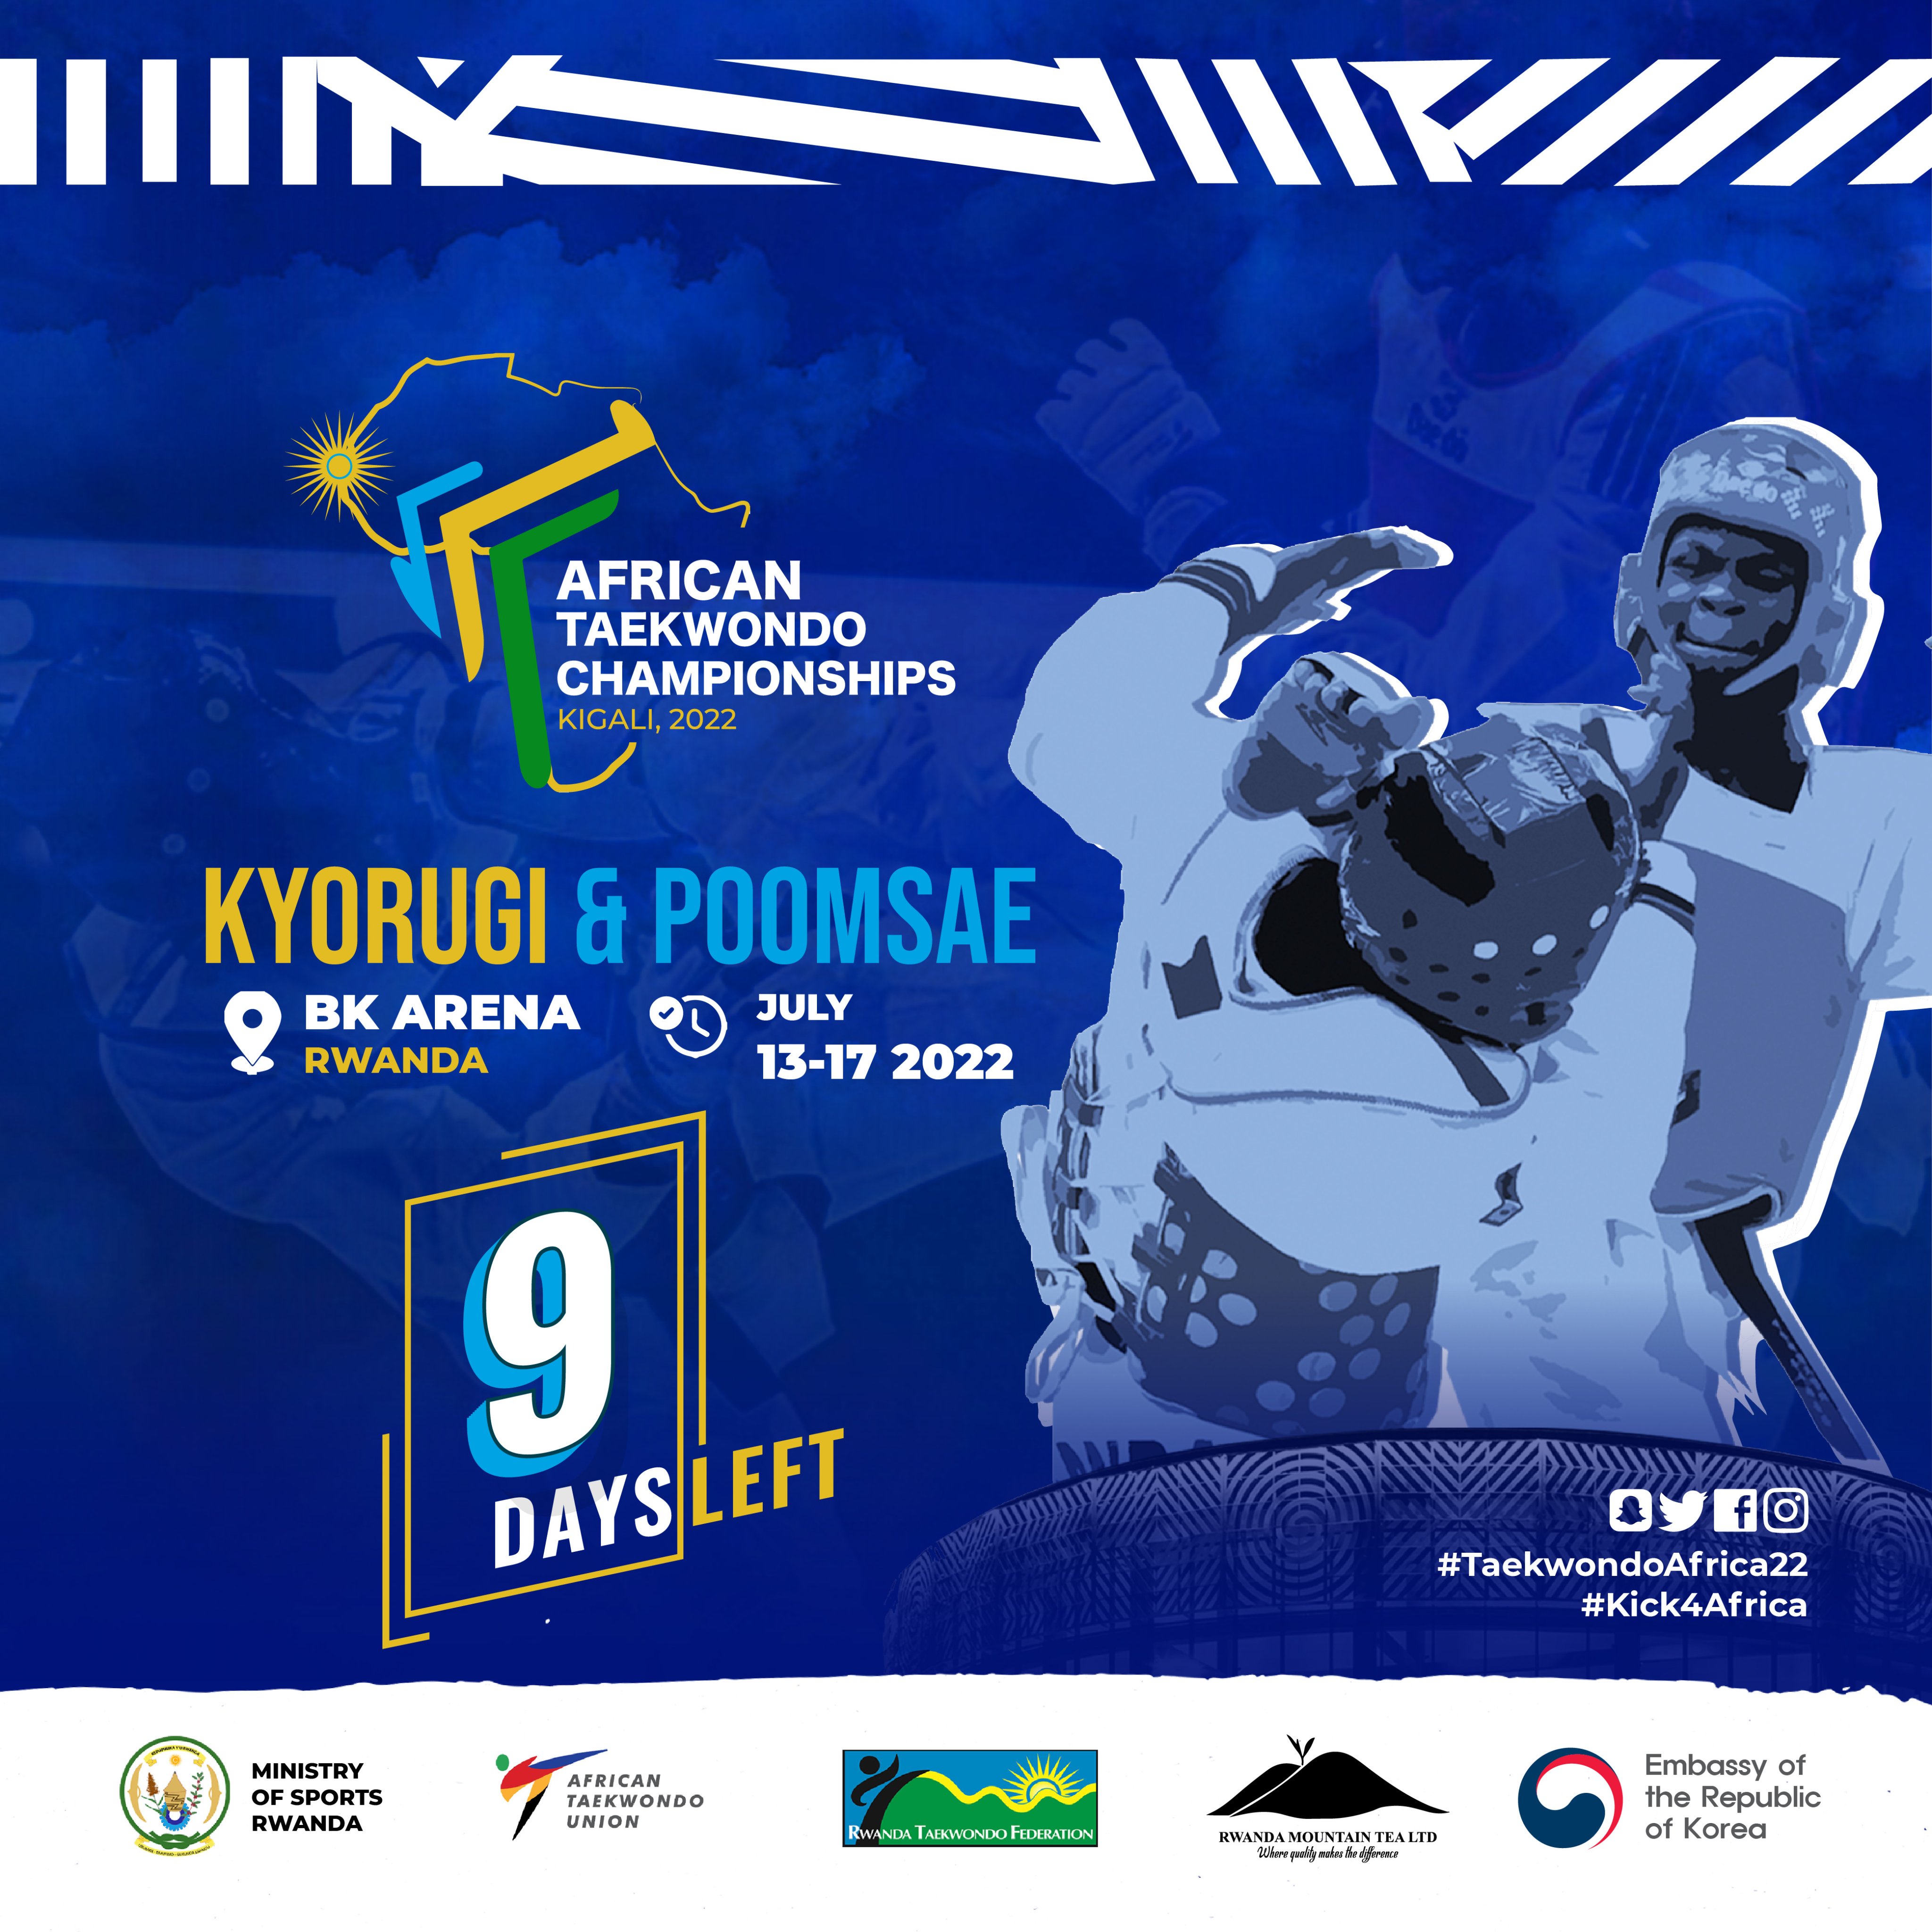 AFRICAN
TAEKWONDO
CHAMPIONSHIPS
KIGALI, 2022
KYORUGI & POOMSAE
BK ARENA
RWANDA
JULY
13-17 2022
9
DAYS LEFT
#TaekwondoAfrica22
#Kick4Africa
MINISTRY
OF SPORTS
RWANDA
AFRICAN
TAEKWONDO
UNION
RWANDA TAEKWONDO FEDERATION
RWANDA MOUNTAIN TEA LTD
Where quality makes the difference
Embassy of
the Republic
of Korea